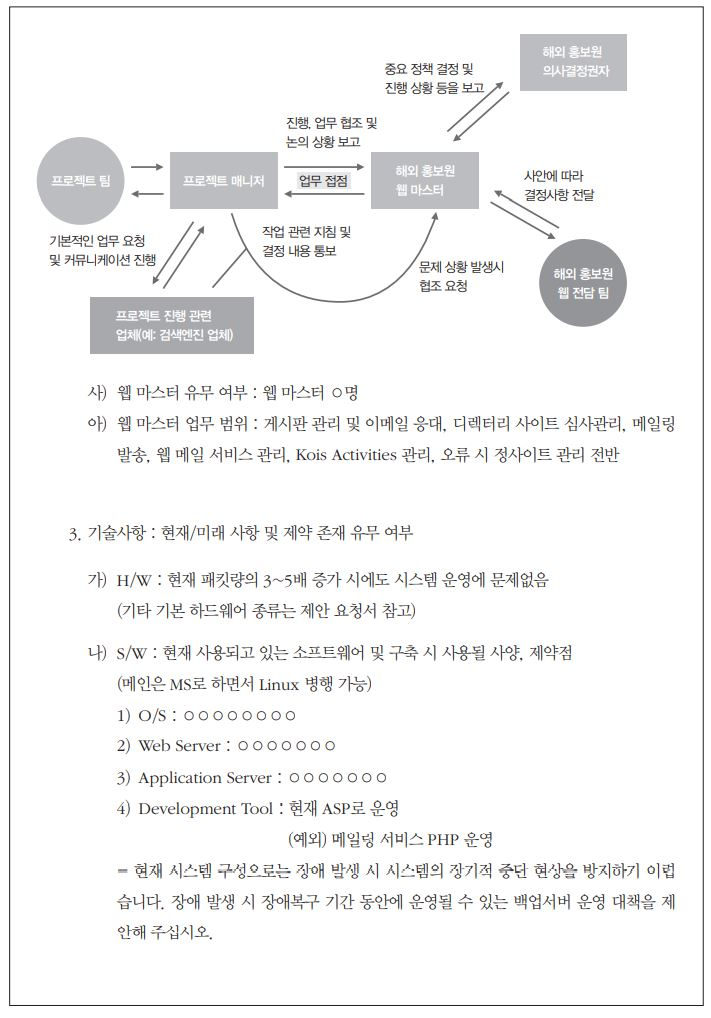 해외 홍보원
의사결정권자
중요 정책 결정 및
진행 상황 등을 보고
진행, 업무 협조 및
논의 상황 보고
프로젝트 팀
프로젝트 매니저
업무 접점
해외 홍보원
웹 마스터
사안에 따라
결정사항 전달
기본적인 업무 요청
및 커뮤니케이션 진행
작업 관련 지침 및
결정 내용 통보
문제 상황 발생시
협조 요청
해외 홍보원
웹 전담 팀
프로젝트 진행 관련
업체(예: 검색엔진 업체)
사) 웹 마스터 유무 여부 : 웹 마스터 ○명
아) 웹 마스터 업무 범위 : 게시판 관리 및 이메일 응대, 디렉터리 사이트 심사관리, 메일링
발송, 웹 메일 서비스 관리, Kois Activities 관리, 오류 시 정사이트 관리 전반
3. 기술사항 : 현재/미래 사항 및 제약 존재 유무 여부
가) H/W : 현재 패킷량의 3~5배 증가 시에도 시스템 운영에 문제없음
(기타 기본 하드웨어 종류는 제안 요청서 참고)
나) S/W : 현재 사용되고 있는 소프트웨어 및 구축 시 사용될 사양, 제약점
(메인은 MS로 하면서 Linux 병행 가능)
1) O/S : ○○○○○○○○
2) Web Server : ○○○○○○○
3) Application Server : ○○○○○○○
4) Development Tool : 현재 ASP로 운영
(예외) 메일링 서비스 PHP 운영
= 현재 시스템 구성으로는 장애 발생 시 시스템의 장기적 중단 현상을 방지하기 어렵
습니다. 장애 발생 시 장애복구 기간 동안에 운영될 수 있는 백업서버 운영 대책을 제
안해 주십시오.